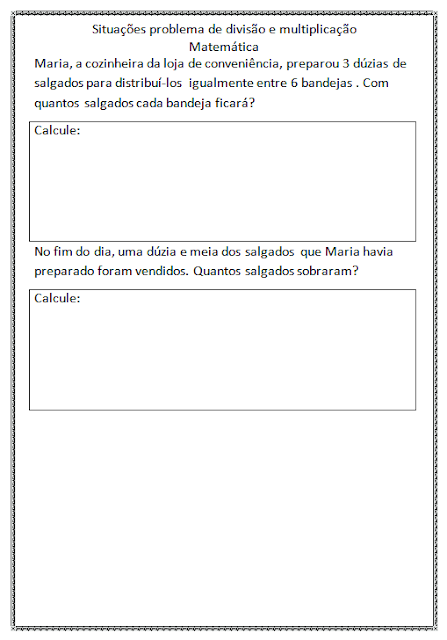 Situações problema de divisão e multiplicação
Matemática
Maria, a cozinheira da loja de conveniência, preparou 3 dúzias de
salgados para distribuí-los igualmente entre 6 bandejas . Com
quantos salgados cada bandeja ficará?
Calcule:
No fim do dia, uma dúzia e meia dos salgados que Maria havia
preparado foram vendidos. Quantos salgados sobraram?
Calcule: